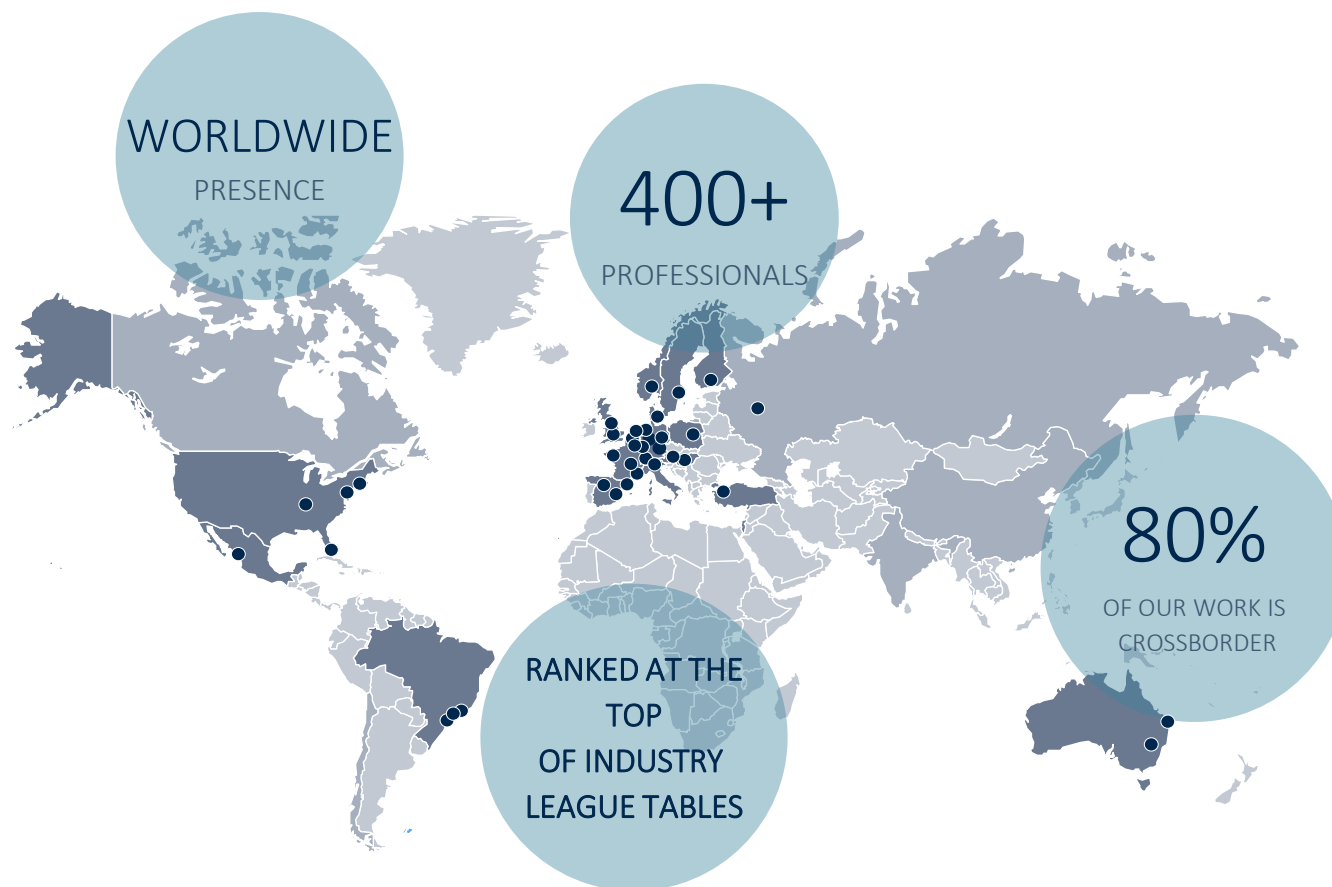 WORLDWIDE
PRESENCE
400+
PROFESSIONALS
80%
OF OUR WORK IS
CROSSBORDER
RANKED AT THE
TOP
OF INDUSTRY
LEAGUE TABLES